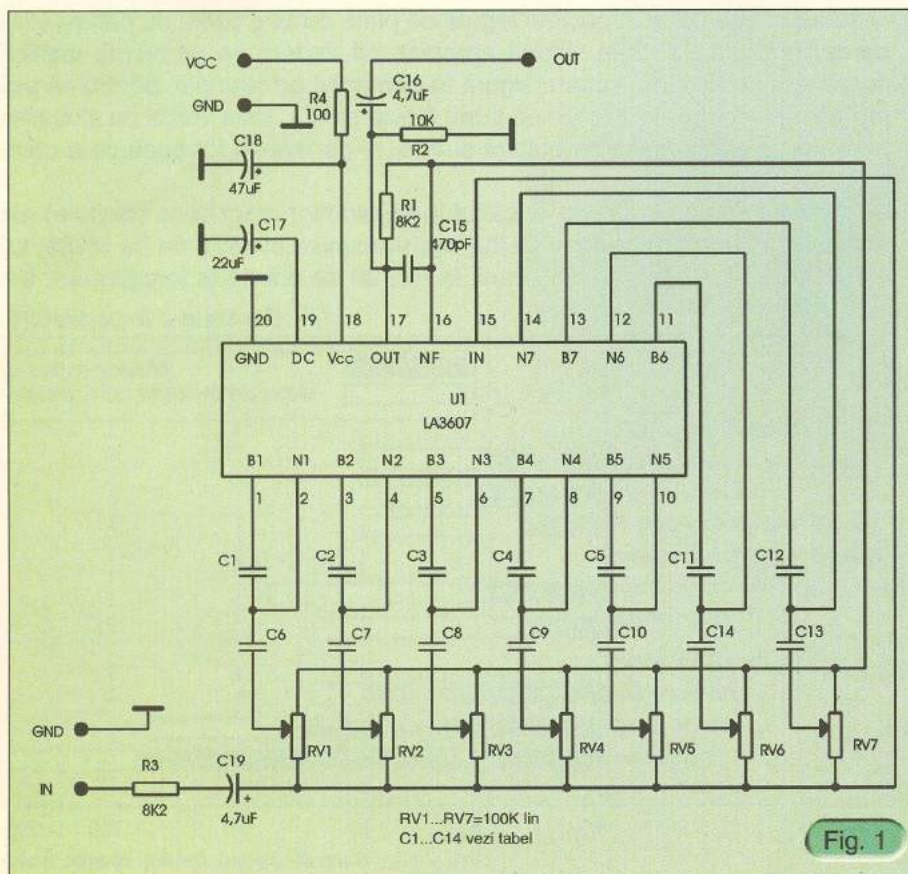 VCC
OUT
C16
4,7uF
R4
100
GND
10K
R2
C18
47uF
R1
8K2
C15
470pF
C17
22uF
20 19 18 17 16 15 14 13 12 11
GND DC Vcc OUT NF IN N7 B7 N6 B6
U1
LA3607
B1 N1 B2 N2 B3 N3 B4 N4 B5 N5
1 2 3 4 5 6 7 8 9 10
C1 C2 C3 C4 C5 C11 C12
C6 C7 C8 C9 C10 C14 C13
GND
RV1 RV2 RV3 RV4 RV5 RV6 RV7
IN
R3
8K2
C19
4,7uF
+
RV1...RV7=100K lin
C1...C14 vezi tabel
Fig. 1